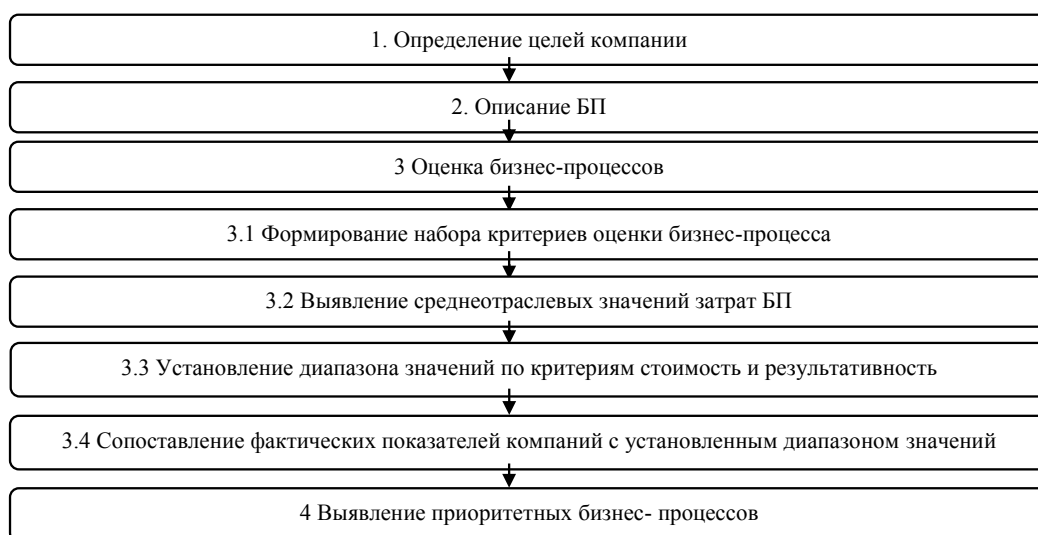 1. Определение целей компании
2. Описание БП
3 Оценка бизнес-процессов
3.1 Формирование набора критериев оценки бизнес-процесса
3.2 Выявление среднеотраслевых значений затрат БП
3.3 Установление диапазона значений по критериям стоимость и результативность
3.4 Сопоставление фактических показателей компаний с установленным диапазоном значений
4 Выявление приоритетных бизнес- процессов